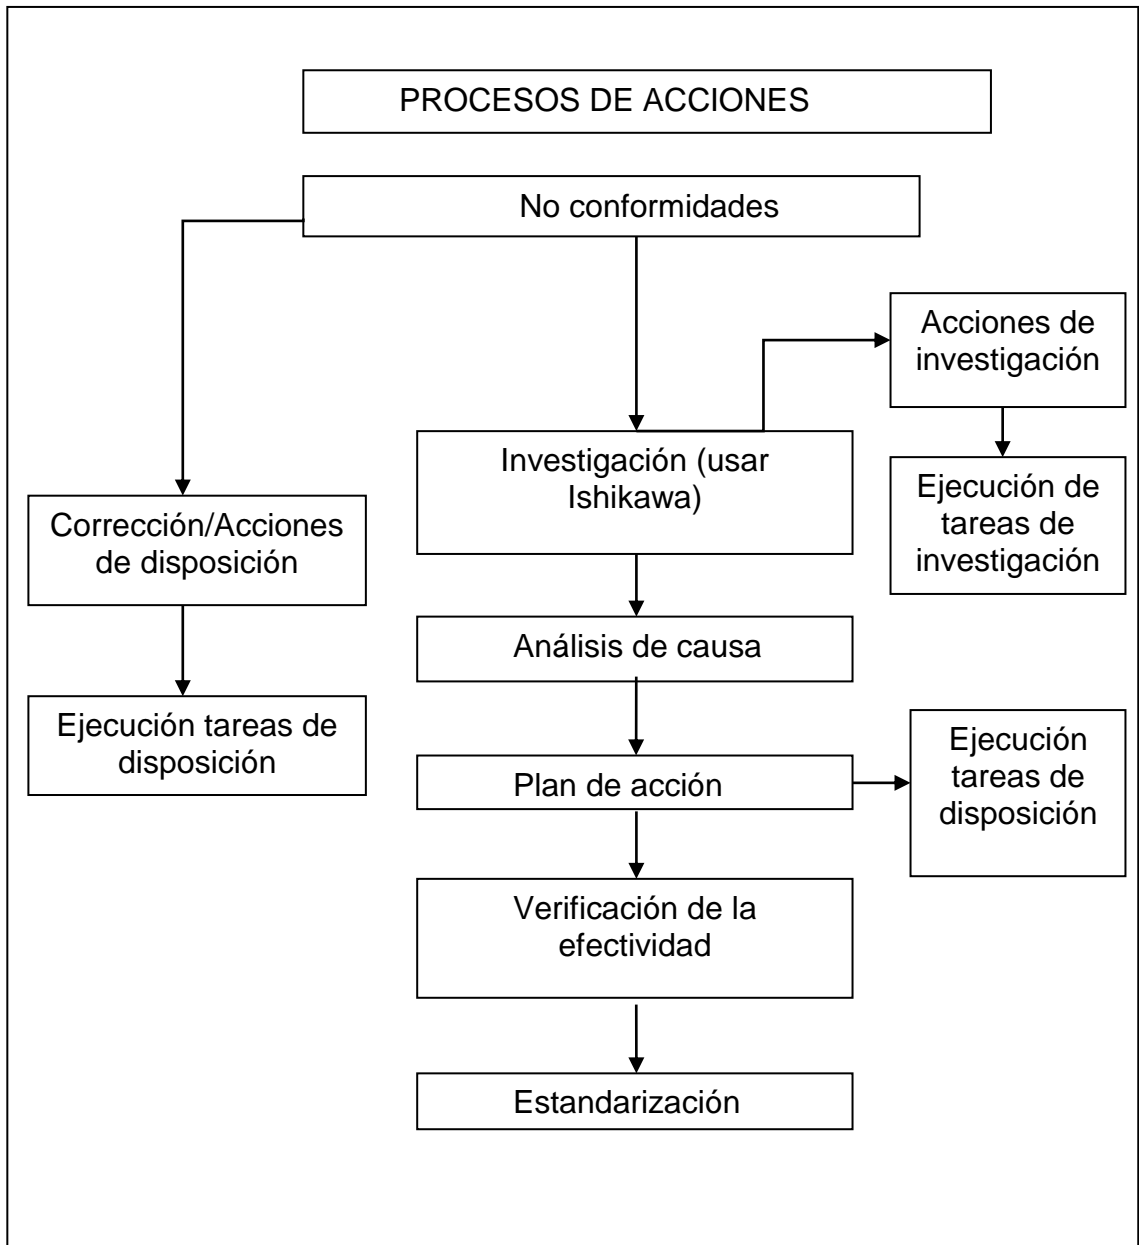 PROCESOS DE ACCIONES
No conformidades
Acciones de
investigación
Investigación (usar
Ishikawa)
Ejecución de
tareas de
investigación
Corrección/Acciones
de disposición
Análisis de causa
Ejecución tareas de
disposición
Plan de acción
Ejecución
tareas de
disposición
Verificación de la
efectividad
Estandarización